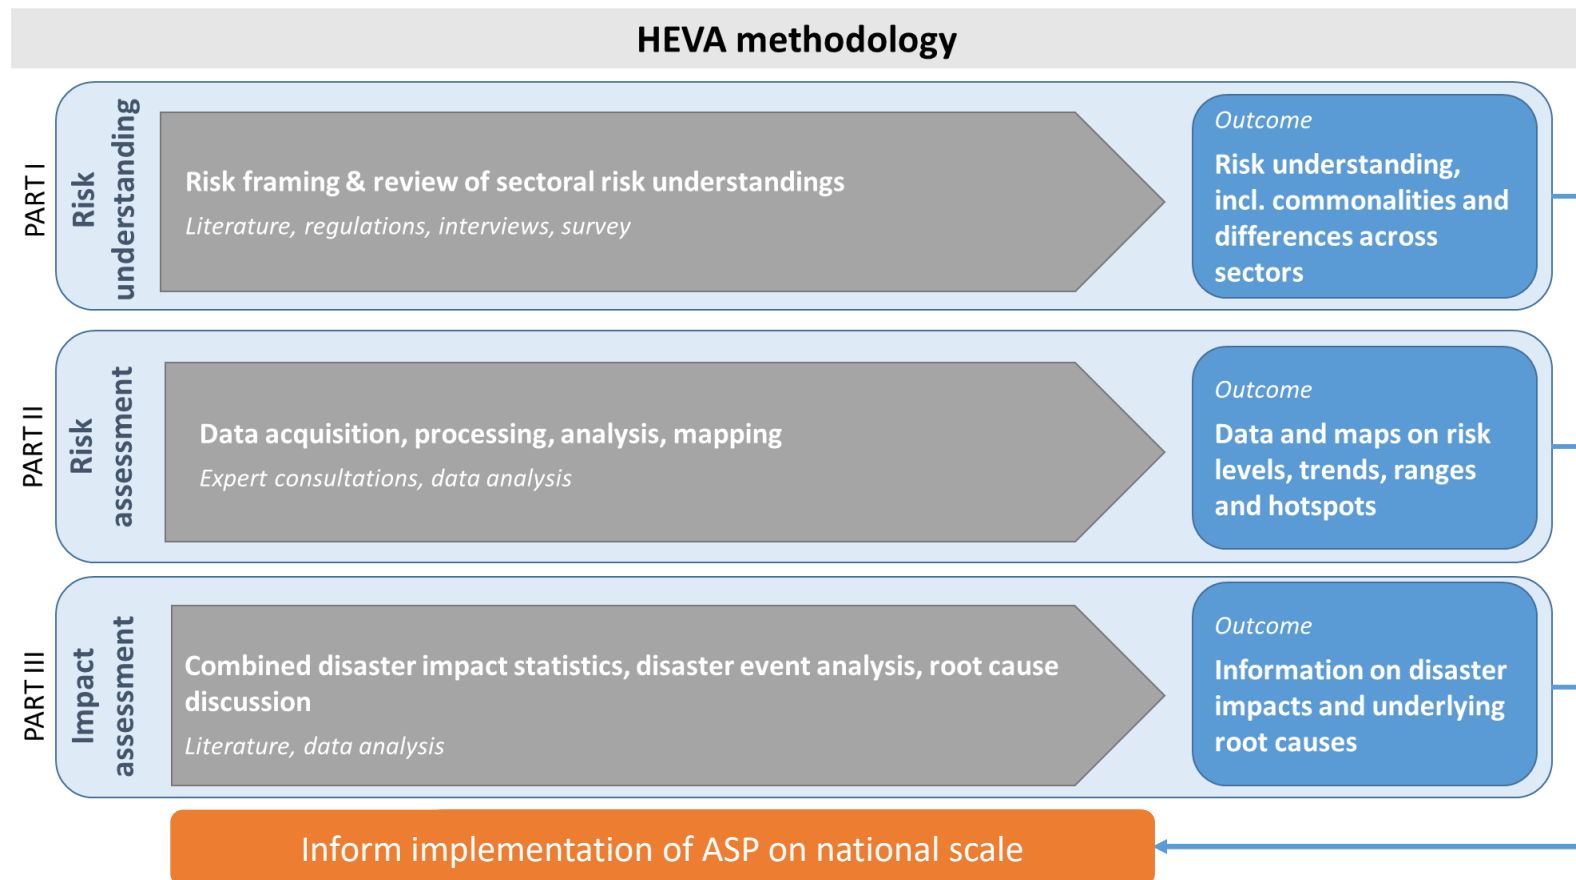 HEVA methodology
PART I
Risk
understanding
Risk framing & review of sectoral risk understandings
Literature, regulations, interviews, survey
Outcome
Risk understanding,
incl. commonalities and
differences across
sectors
PART II
Risk
assessment
Data acquisition, processing, analysis, mapping
Expert consultations, data analysis
Outcome
Data and maps on risk
levels, trends, ranges
and hotspots
PART III
Impact
assessment
Combined disaster impact statistics, disaster event analysis, root cause
discussion
Literature, data analysis
Outcome
Information on disaster
impacts and underlying
root causes
Inform implementation of ASP on national scale